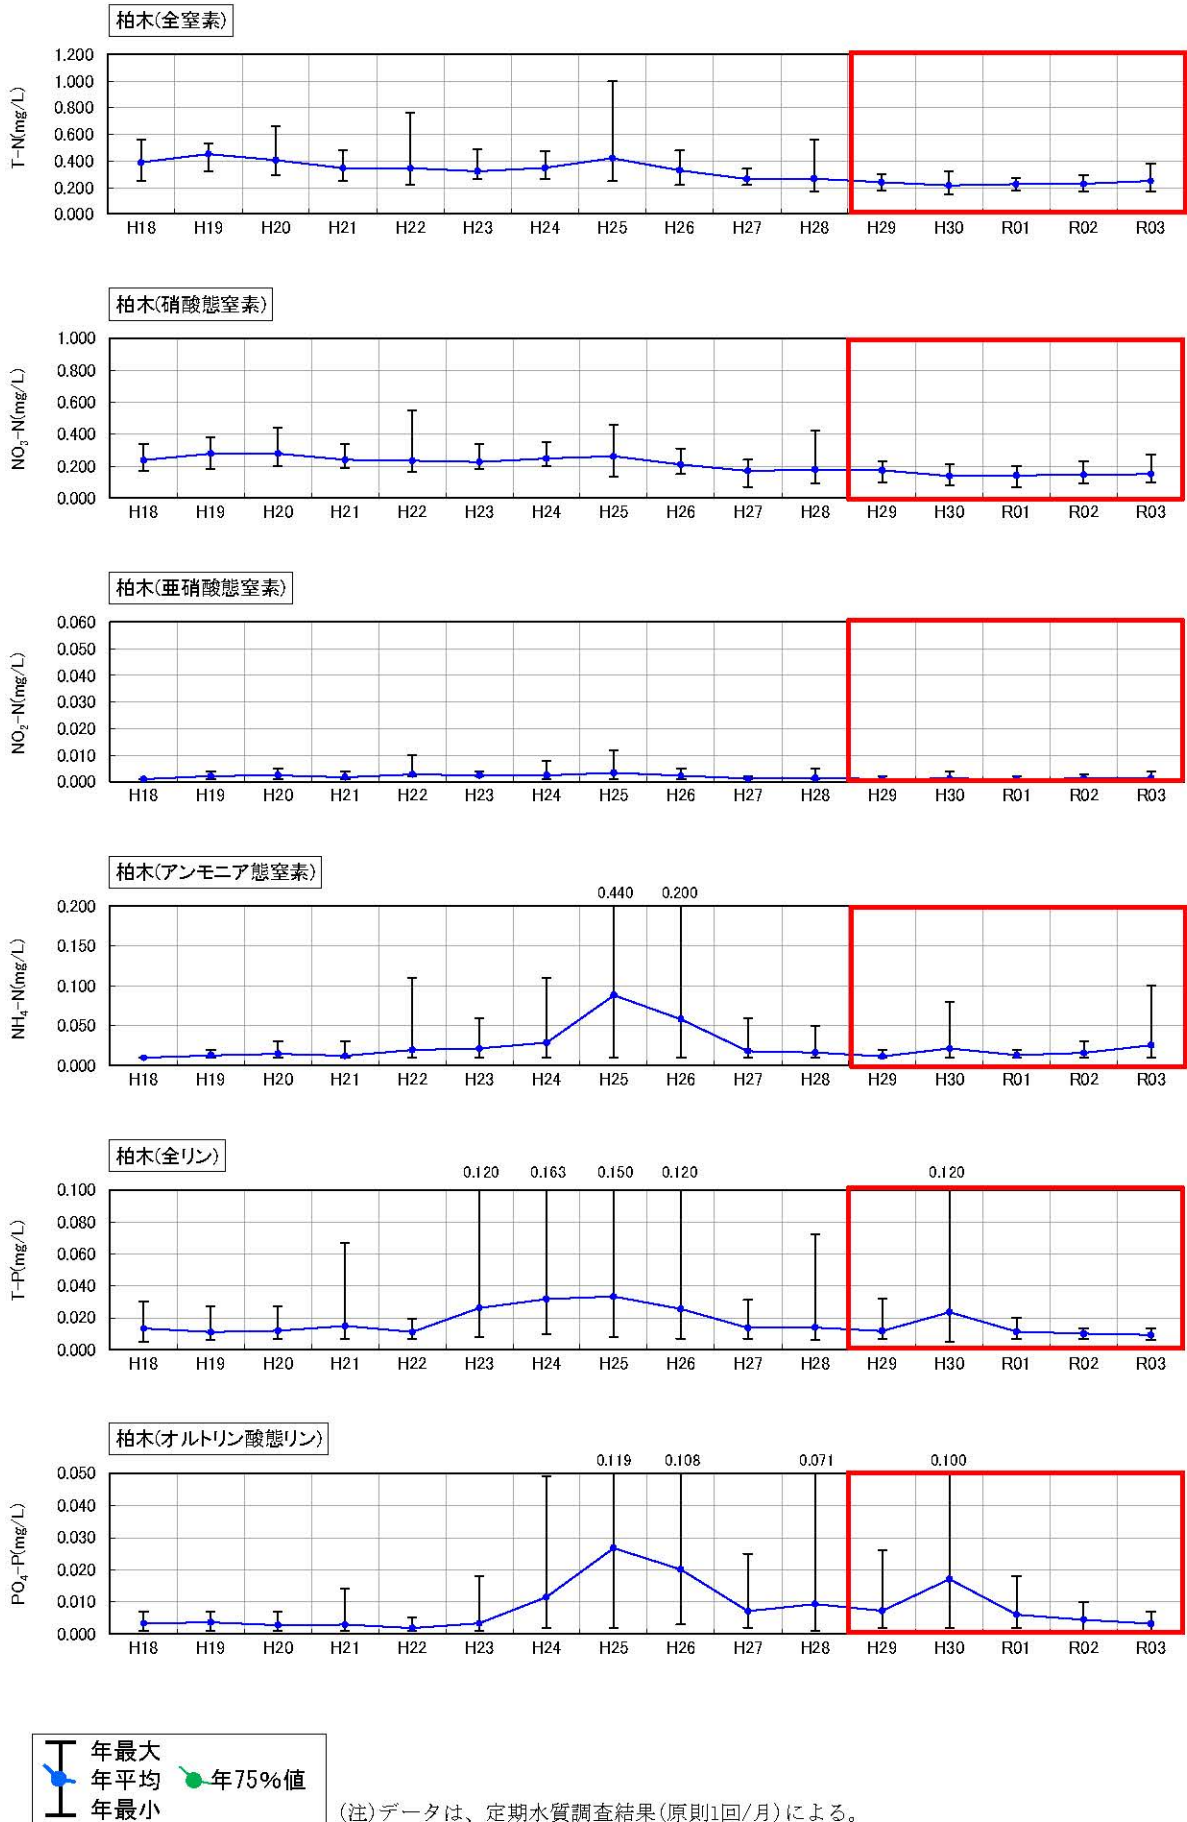 柏木(全窒素)
T-N(mg/L)
1.200
1.000
0.800
0.600
0.400
0.200
0.000
H18 H19 H20 H21 H22 H23 H24 H25 H26 H27 H28 H29 H30 R01 R02 R03
柏木(硝酸態窒素)
NO₃-N(mg/L)
1.000
0.800
0.600
0.400
0.200
0.000
H18 H19 H20 H21 H22 H23 H24 H25 H26 H27 H28 H29 H30 R01 R02 R03
柏木(亜硝酸態窒素)
NO₂-N(mg/L)
0.060
0.050
0.040
0.030
0.020
0.010
0.000
H18 H19 H20 H21 H22 H23 H24 H25 H26 H27 H28 H29 H30 R01 R02 R03
柏木(アンモニア態窒素)
0.440 0.200
NH₄-N(mg/L)
0.200
0.150
0.100
0.050
0.000
H18 H19 H20 H21 H22 H23 H24 H25 H26 H27 H28 H29 H30 R01 R02 R03
柏木(全リン)
0.120 0.163 0.150 0.120 0.120
T-P(mg/L)
0.100
0.080
0.060
0.040
0.020
0.000
H18 H19 H20 H21 H22 H23 H24 H25 H26 H27 H28 H29 H30 R01 R02 R03
柏木(オルトリン酸態リン)
0.119 0.108 0.071 0.100
PO₄-P(mg/L)
0.050
0.040
0.030
0.020
0.010
0.000
H18 H19 H20 H21 H22 H23 H24 H25 H26 H27 H28 H29 H30 R01 R02 R03
年最大
年平均 年75%値
年最小
(注)データは、定期水質調査結果(原則1回/月)による。